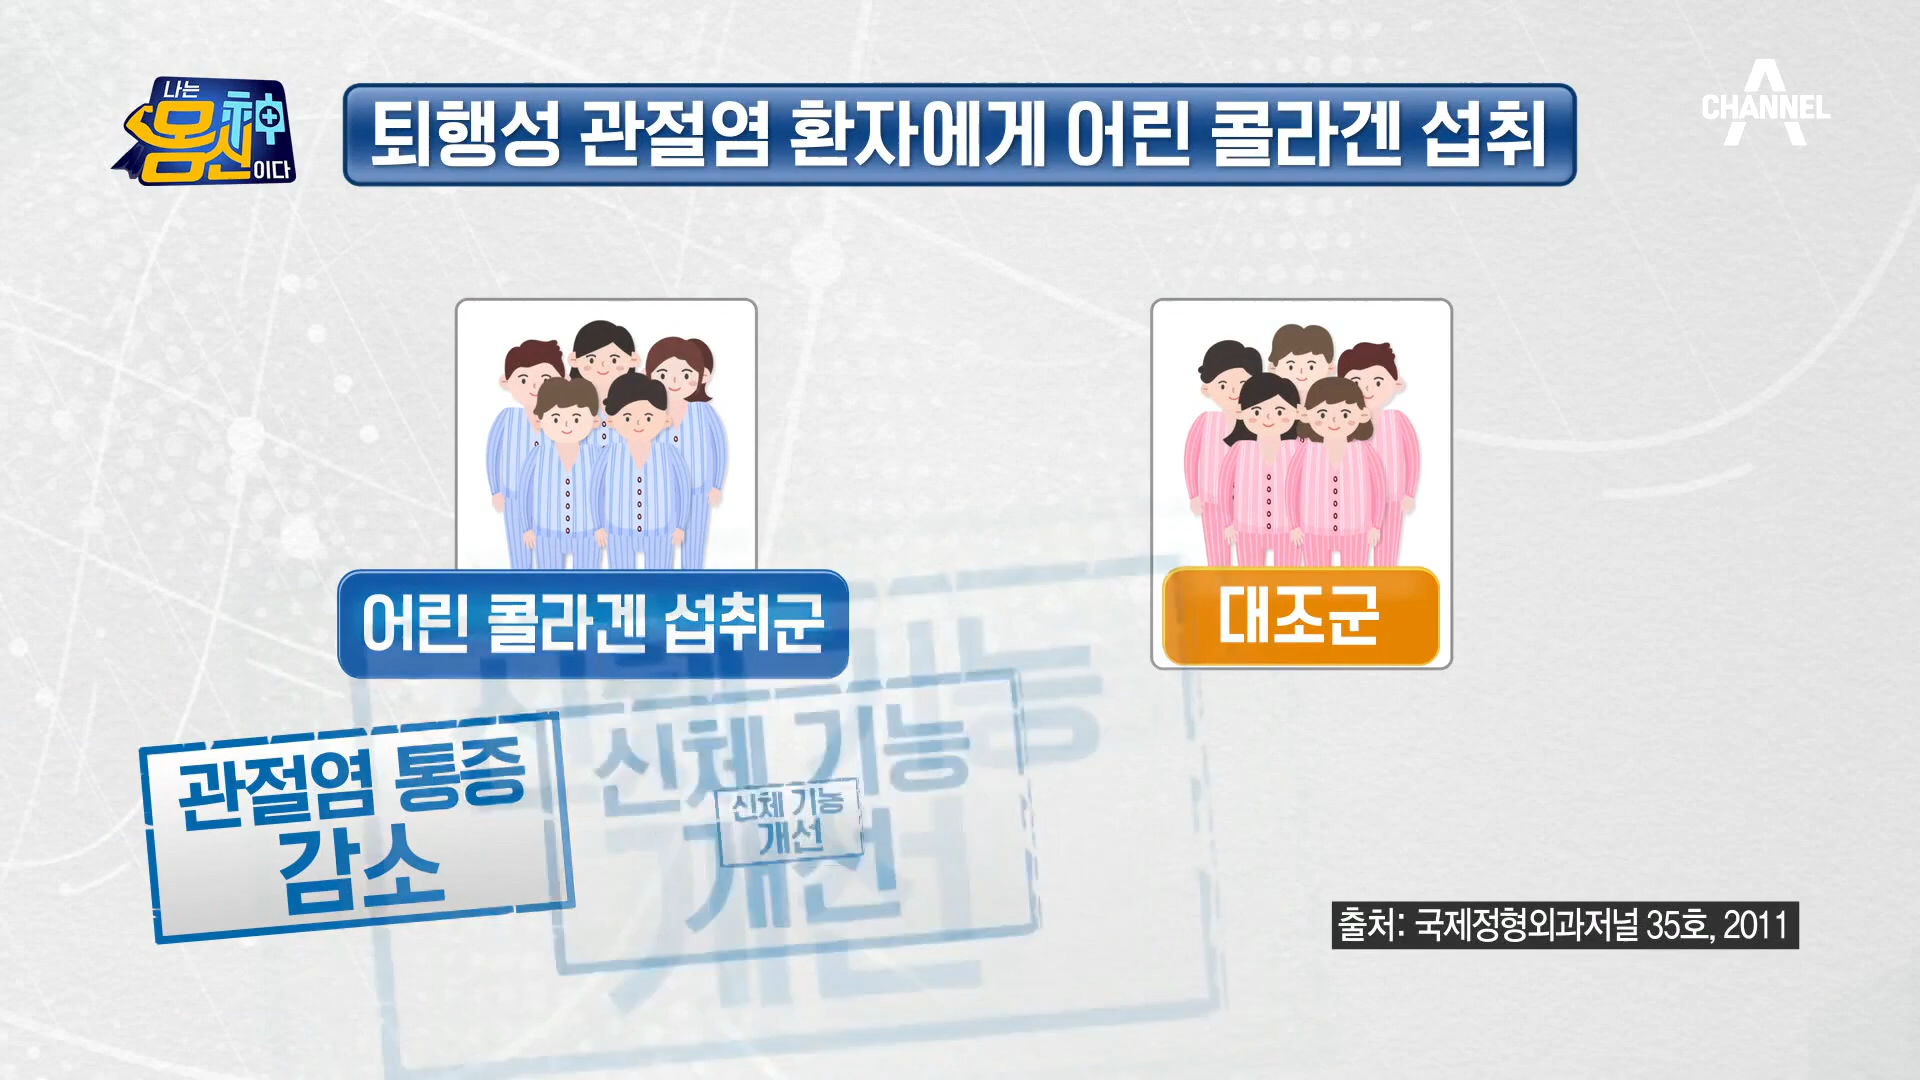 나는
몸신神이다
퇴행성 관절염 환자에게 어린 콜라겐 섭취
CHANNEL A
어린 콜라겐 섭취군
대조군
관절염 통증
감소
신체 기능
개선
신체 기능
개선
출처: 국제정형외과저널 35호, 2011